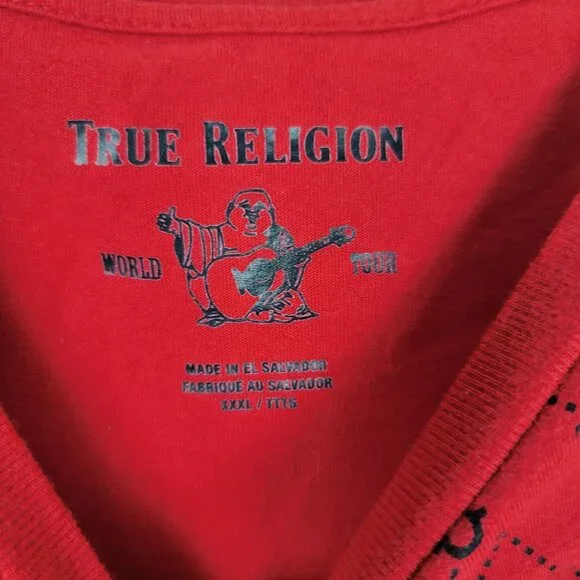 TRUE RELIGION
WORLD TOUR
MADE IN EL SALVADOR
FABRIQUE AU SALVADOR
XXXL / TTTG